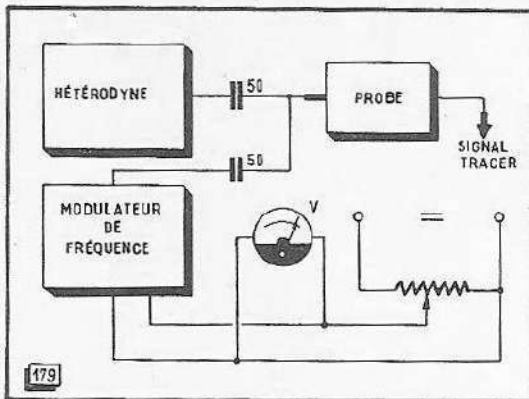 HÉTÉRODYNE
50
PROBE
SIGNAL
TRACER
50
MODULATEUR
DE
FRÉQUENCE
V
=
179